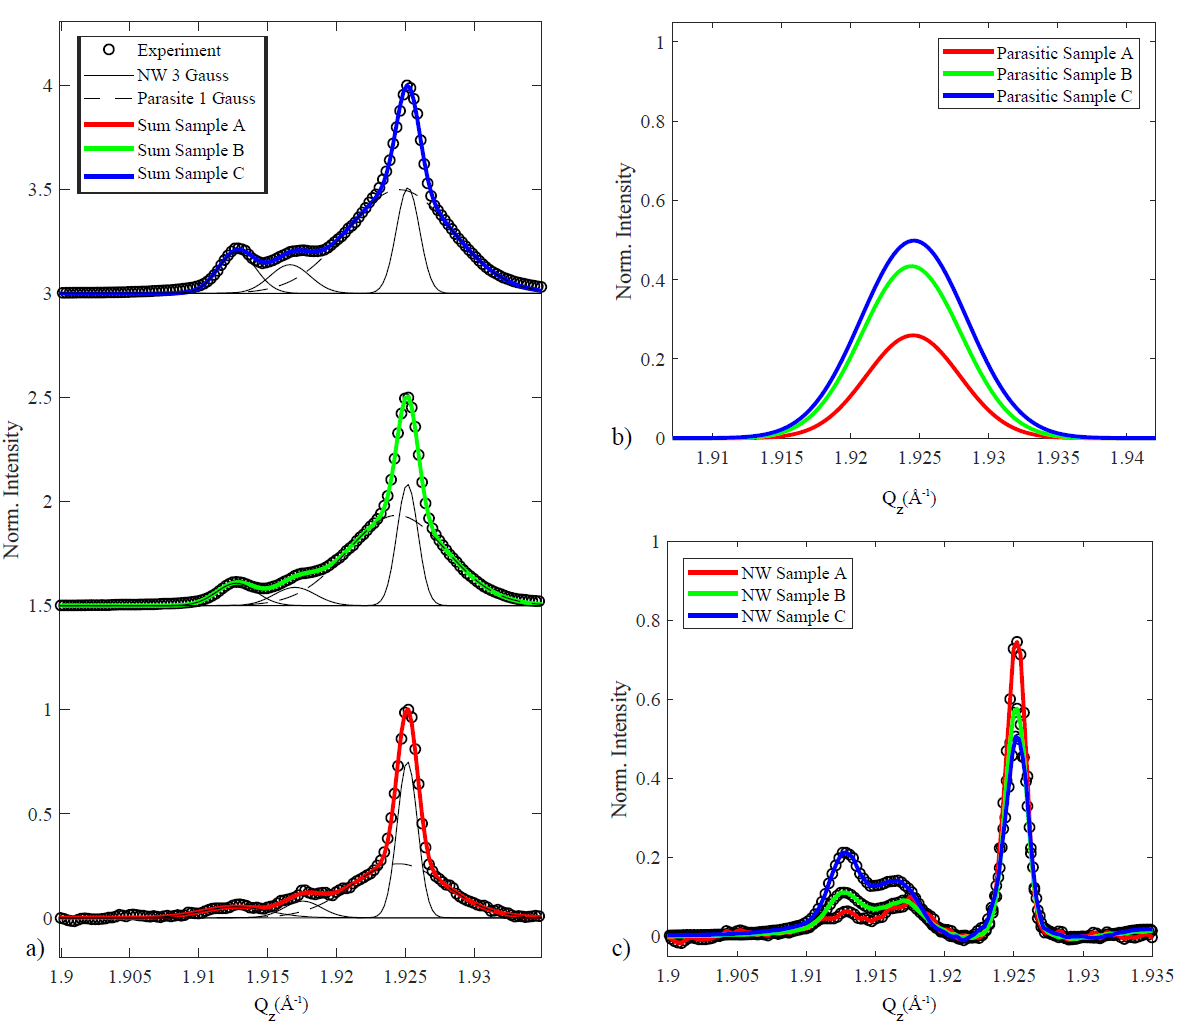 Experiment
NW 3 Gauss
Parasite 1 Gauss
Sum Sample A
Sum Sample B
Sum Sample C
4
3.5
3
2.5
2
1.5
1
0.5
0
Norm. Intensity
a)
1.9
1.905
1.91
1.915
1.92
1.925
1.93
Qz(Å-1)
Parasitic Sample A
Parasitic Sample B
Parasitic Sample C
1
0.8
0.6
0.4
0.2
0
Norm. Intensity
b)
1.91
1.915
1.92
1.925
1.93
1.935
1.94
Qz(Å-1)
NW Sample A
NW Sample B
NW Sample C
1
0.8
0.6
0.4
0.2
0
Norm. Intensity
c)
1.9
1.905
1.91
1.915
1.92
1.925
1.93
1.935
Qz(Å-1)